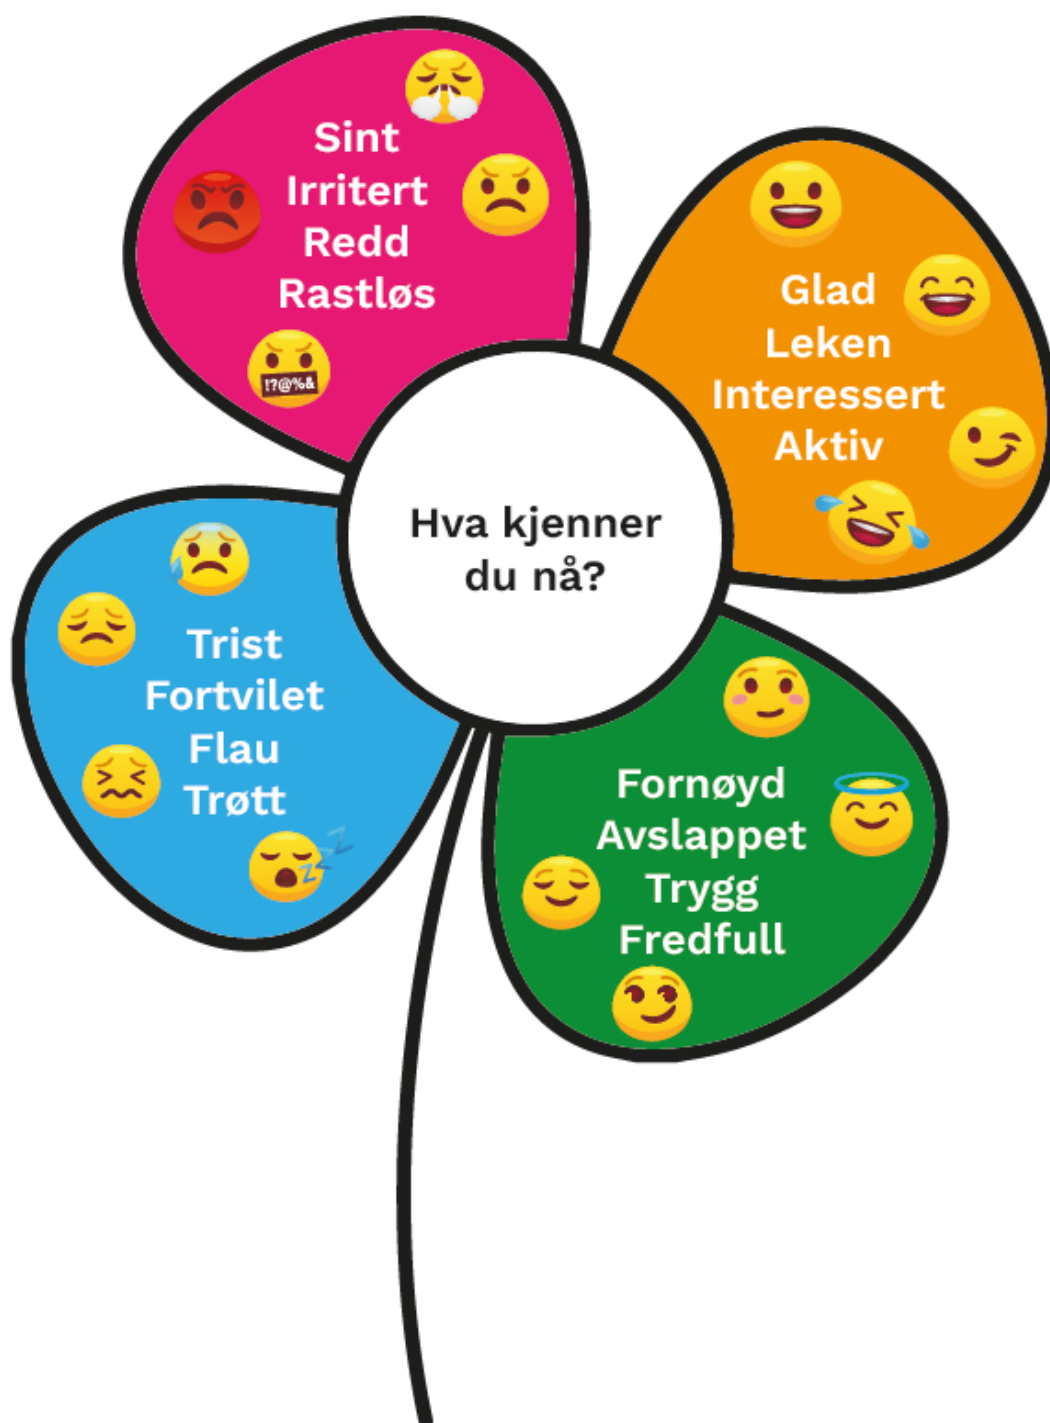 Sint
Irritert
Redd
Rastløs
!?@%&
Glad
Leken
Interessert
Aktiv
Hva kjenner
du nå?
Trist
Fortvilet
Flau
Trøtt
zzz
Fornøyd
Avslappet
Trygg
Fredfull